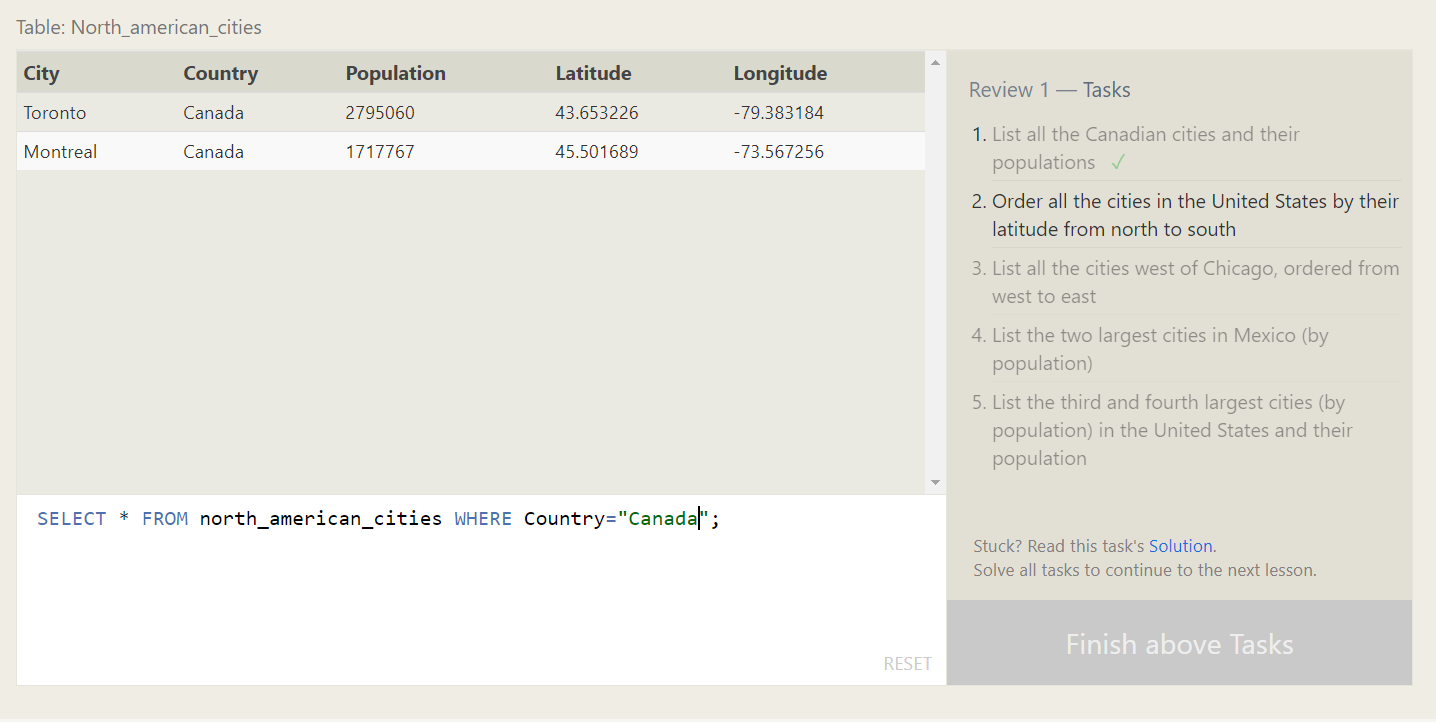 Table: North_american_cities
City Country Population Latitude Longitude
Toronto Canada 2795060 43.653226 -79.383184
Montreal Canada 1717767 45.501689 -73.567256
SELECT * FROM north_american_cities WHERE Country="Canada";
RESET
Review 1 — Tasks
1. List all the Canadian cities and their
populations ✓
2. Order all the cities in the United States by their
latitude from north to south
3. List all the cities west of Chicago, ordered from
west to east
4. List the two largest cities in Mexico (by
population)
5. List the third and fourth largest cities (by
population) in the United States and their
population
Stuck? Read this task's Solution.
Solve all tasks to continue to the next lesson.
Finish above Tasks